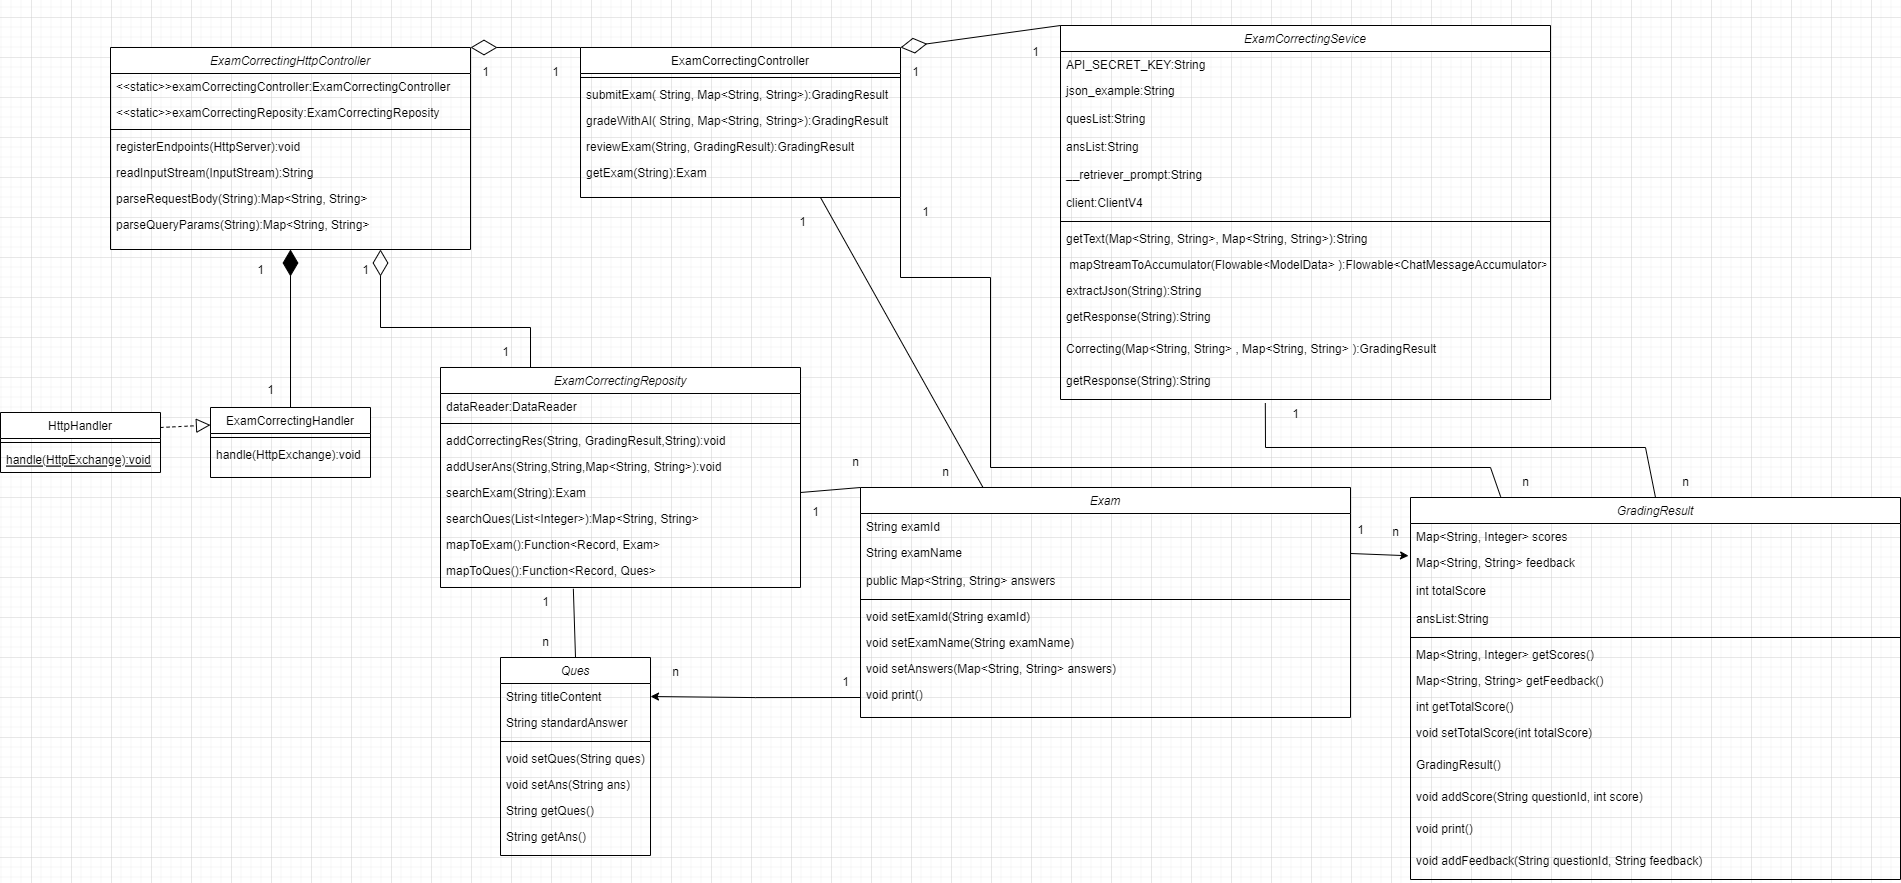 ExamCorrectingHttpController
<<static>>examCorrectingController:ExamCorrectingController
<<static>>examCorrectingReposity:ExamCorrectingReposity
registerEndpoints(HttpServer):void
readInputStream(InputStream):String
parseRequestBody(String):Map<String, String>
parseQueryParams(String):Map<String, String>
1
1
ExamCorrectingController
submitExam( String, Map<String, String>):GradingResult
gradeWithAI( String, Map<String, String>):GradingResult
reviewExam(String, GradingResult):GradingResult
getExam(String):Exam
1
1
ExamCorrectingSevice
API_SECRET_KEY:String
json_example:String
quesList:String
ansList:String
__retriever_prompt:String
client:ClientV4
getText(Map<String, String>, Map<String, String>):String
mapStreamToAccumulator(Flowable<ModelData> ):Flowable<ChatMessageAccumulator>
extractJson(String):String
getResponse(String):String
Correcting(Map<String, String> , Map<String, String> ):GradingResult
getResponse(String):String
1
1
1
1
1
1
1
HttpHandler
handle(HttpExchange):void
ExamCorrectingHandler
handle(HttpExchange):void
ExamCorrectingReposity
dataReader:DataReader
addCorrectingRes(String, GradingResult,String):void
addUserAns(String,String,Map<String, String>):void
searchExam(String):Exam
searchQues(List<Integer>):Map<String, String>
mapToExam():Function<Record, Exam>
mapToQues():Function<Record, Ques>
n
n
1
n
n
Exam
String examId
String examName
public Map<String, String> answers
void setExamId(String examId)
void setExamName(String examName)
void setAnswers(Map<String, String> answers)
void print()
1
n
GradingResult
Map<String, Integer> scores
Map<String, String> feedback
int totalScore
ansList:String
Map<String, Integer> getScores()
Map<String, String> getFeedback()
int getTotalScore()
void setTotalScore(int totalScore)
GradingResult()
void addScore(String questionId, int score)
void print()
void addFeedback(String questionId, String feedback)
1
n
n
1
Ques
String titleContent
String standardAnswer
void setQues(String ques)
void setAns(String ans)
String getQues()
String getAns()